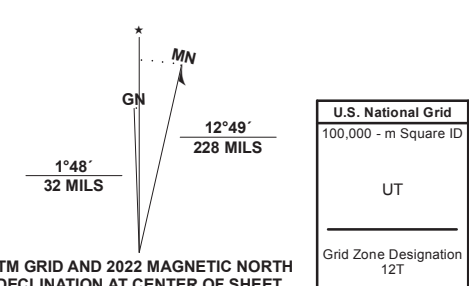 ★
MN
GN
12°49´
228 MILS
1°48´
32 MILS
TM GRID AND 2022 MAGNETIC NORTH
DECLINATION AT CENTER OF SHEET
U.S. National Grid
100,000 - m Square ID
UT
Grid Zone Designation
12T